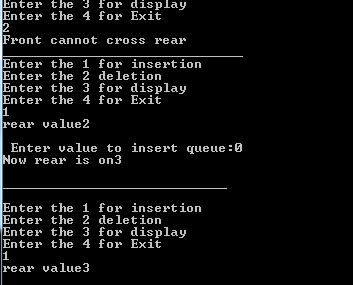 Enter the 3 for display
Enter the 4 for Exit
2
Front cannot cross rear
Enter the 1 for insertion
Enter the 2 deletion
Enter the 3 for display
Enter the 4 for Exit
1
rear value2
Enter value to insert queue:0
Now rear is on3
Enter the 1 for insertion
Enter the 2 deletion
Enter the 3 for display
Enter the 4 for Exit
1
rear value3